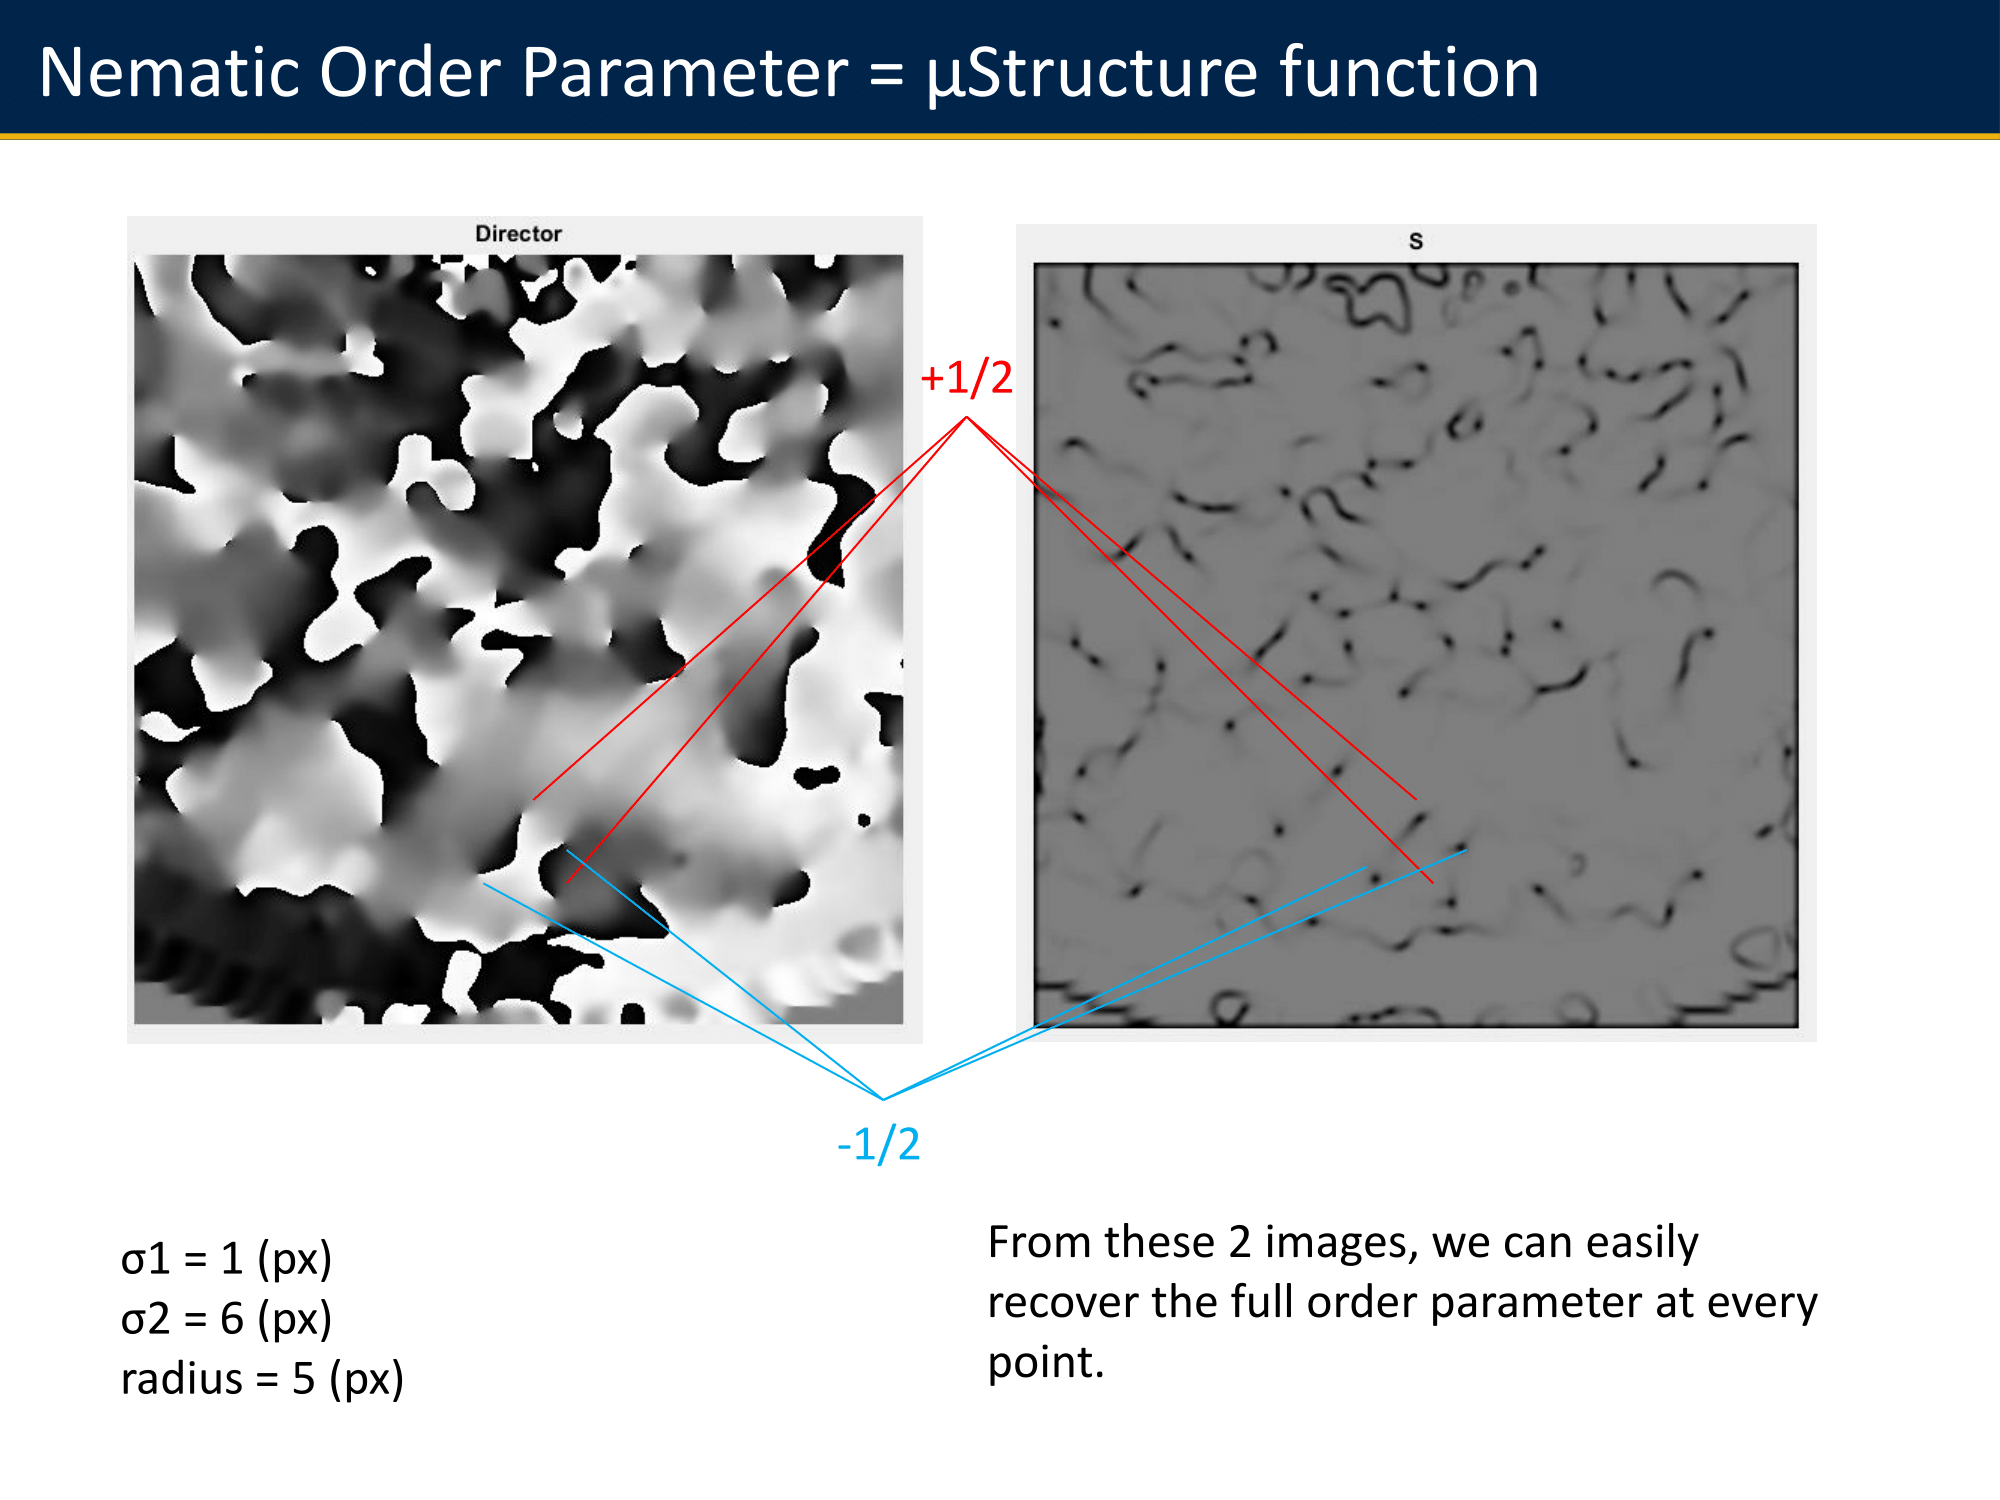 Nematic Order Parameter = µStructure function
Director
S
+1/2
-1/2
σ1 = 1 (px)
σ2 = 6 (px)
radius = 5 (px)
From these 2 images, we can easily
recover the full order parameter at every
point.